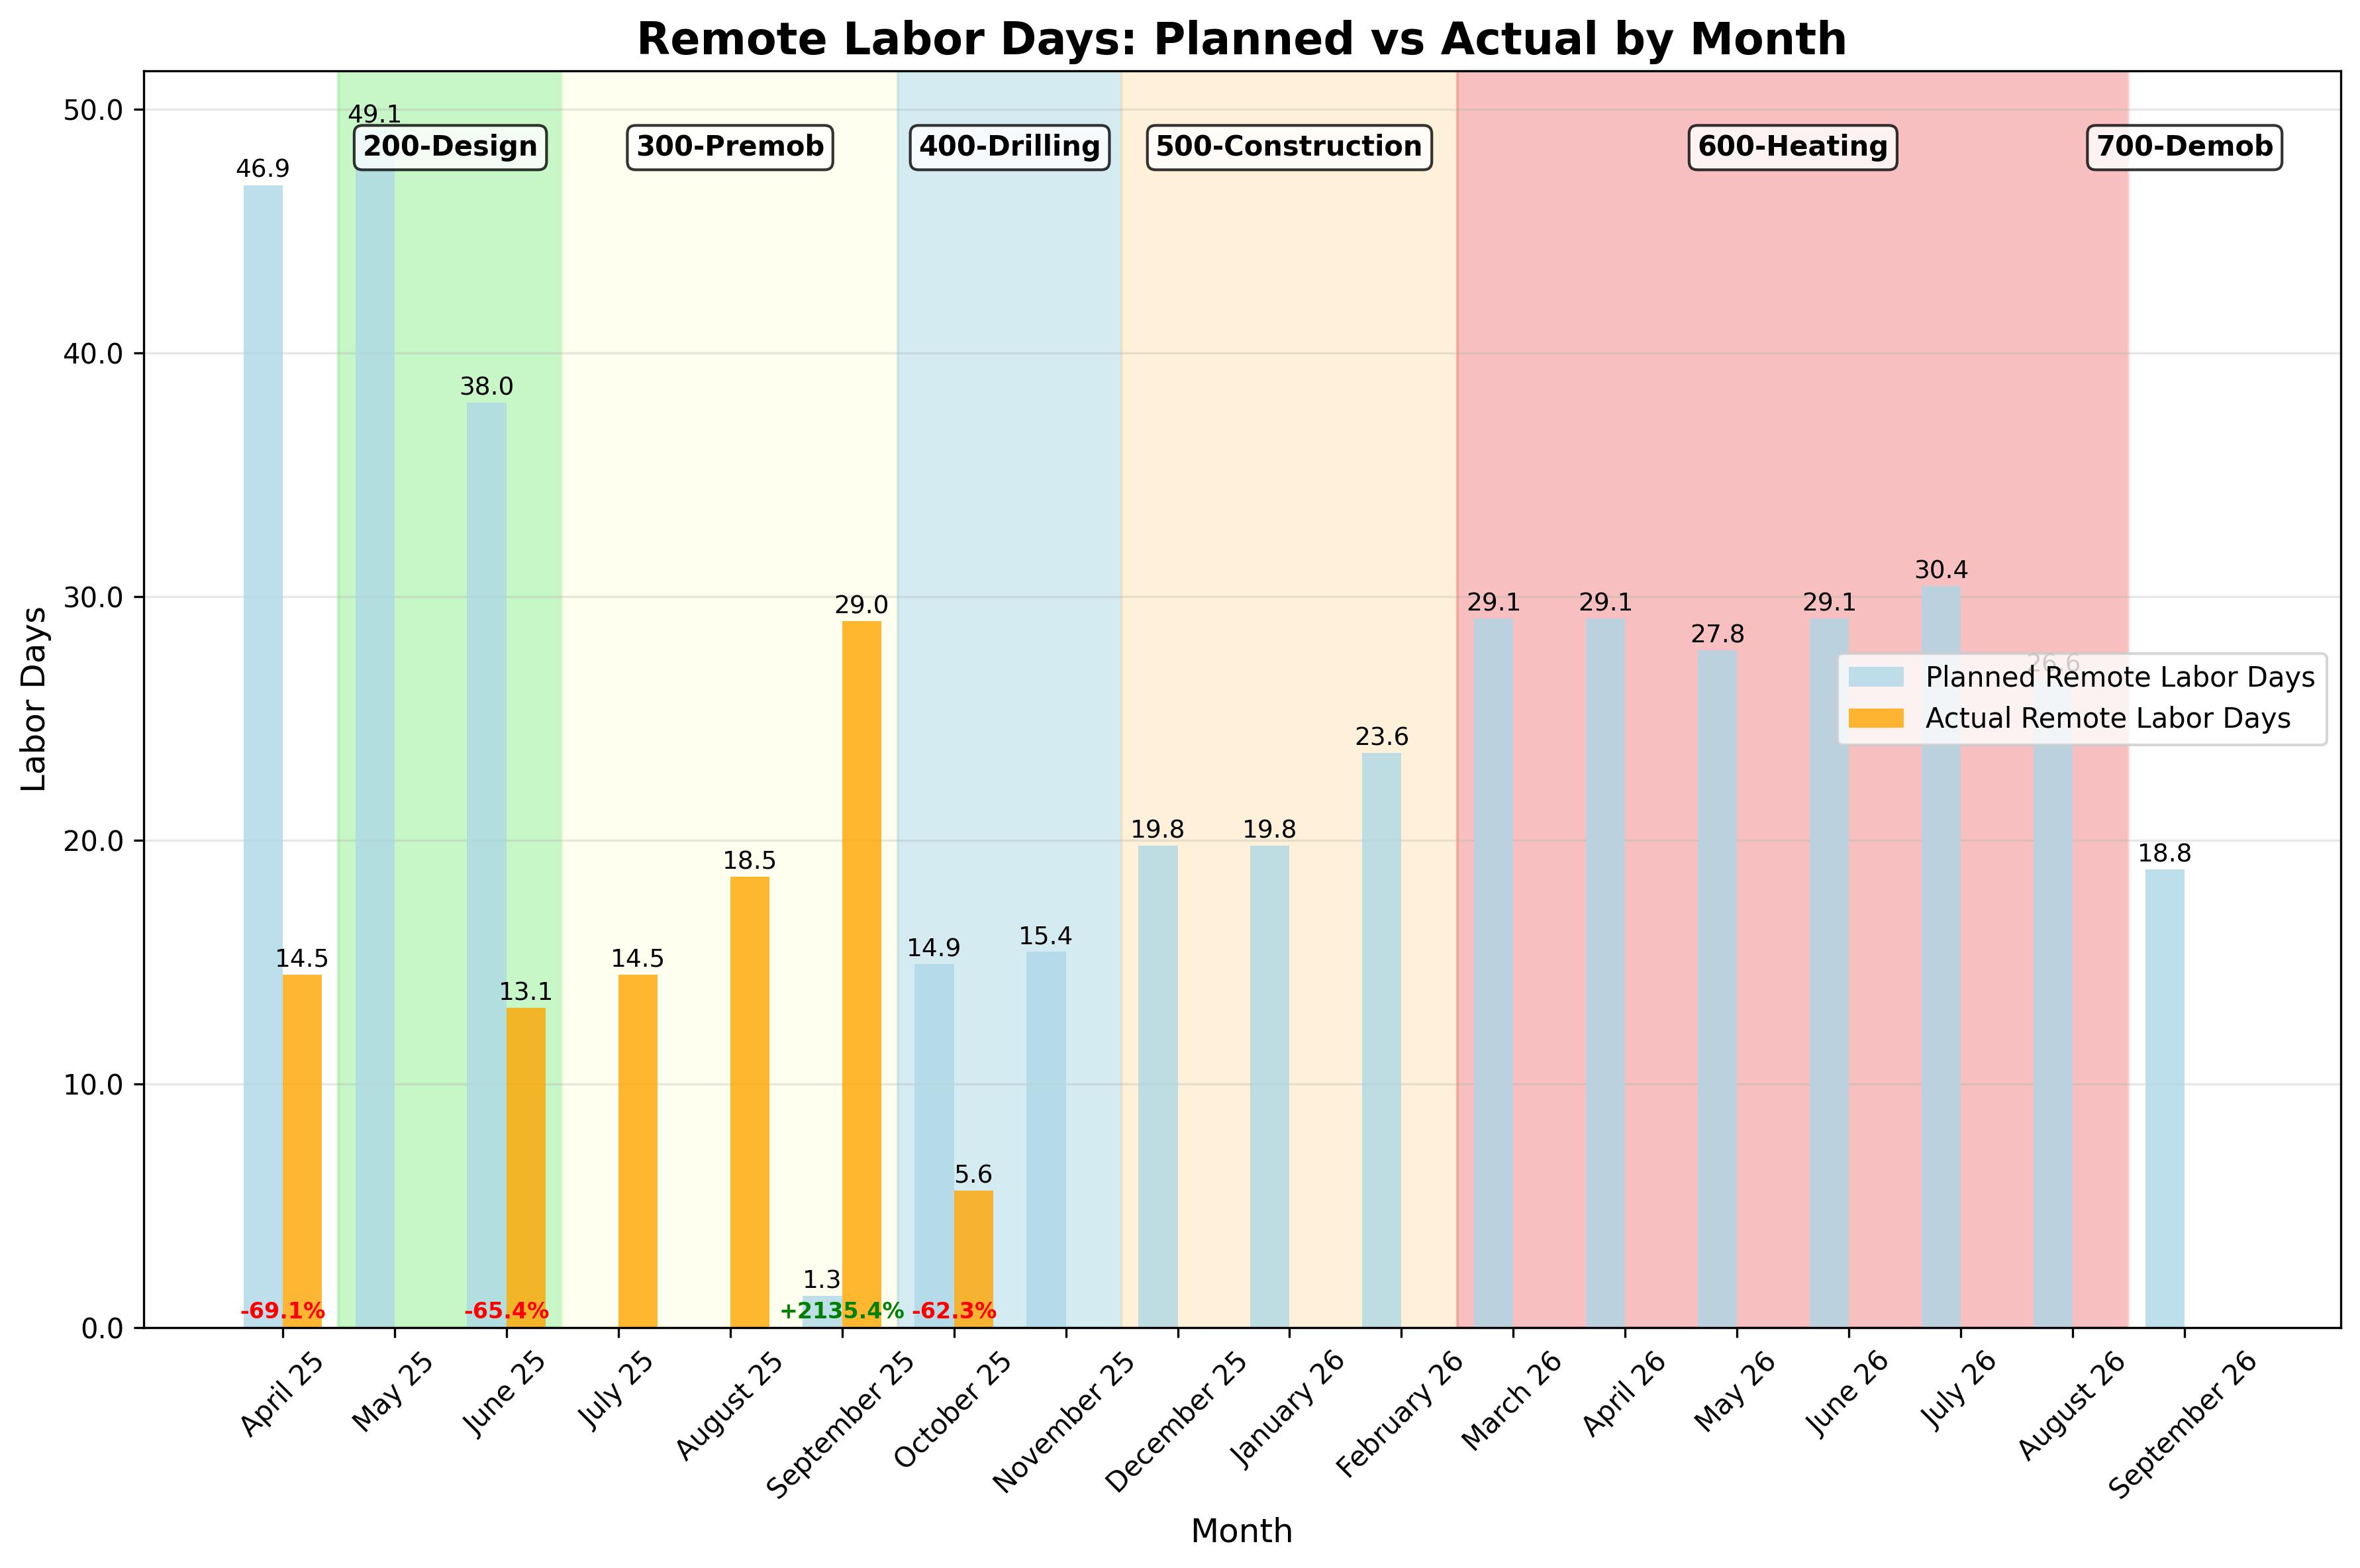 Remote Labor Days: Planned vs Actual by Month
50.0
40.0
30.0
20.0
10.0
0.0
Labor Days
200-Design
300-Premob
400-Drilling
500-Construction
600-Heating
700-Demob
46.9
49.1
38.0
14.5
13.1
14.5
18.5
1.3
29.0
14.9
5.6
15.4
19.8
19.8
23.6
29.1
29.1
27.8
29.1
30.4
26.6
18.8
Planned Remote Labor Days
Actual Remote Labor Days
-69.1%
-65.4%
+2135.4%
-62.3%
April 25
May 25
June 25
July 25
August 25
September 25
October 25
November 25
December 25
January 26
February 26
March 26
April 26
May 26
June 26
July 26
August 26
September 26
Month